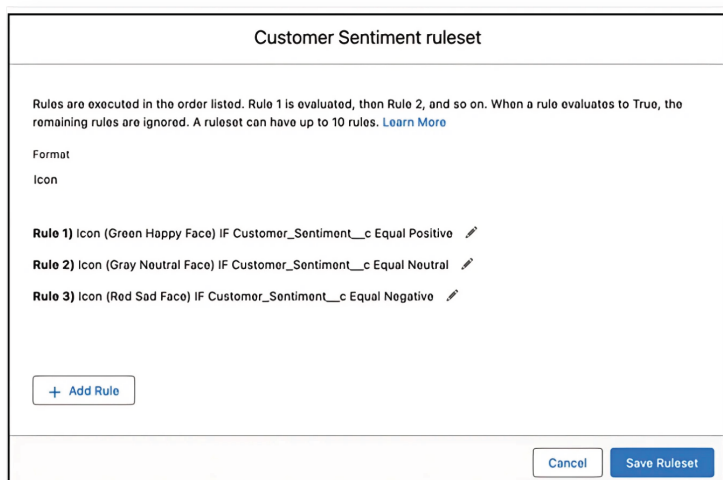 Customer Sentiment ruleset
Rules are executed in the order listed. Rule 1 is evaluated, then Rule 2, and so on. When a rule evaluates to True, the
remaining rules are ignored. A ruleset can have up to 10 rules. Learn More
Format
Icon
Rule 1) Icon (Green Happy Face) IF Customer_Sentiment__c Equal Positive
Rule 2) Icon (Gray Neutral Face) IF Customer_Sentiment__c Equal Neutral
Rule 3) Icon (Red Sad Face) IF Customer_Sentiment__c Equal Negative
+ Add Rule
Cancel
Save Ruleset